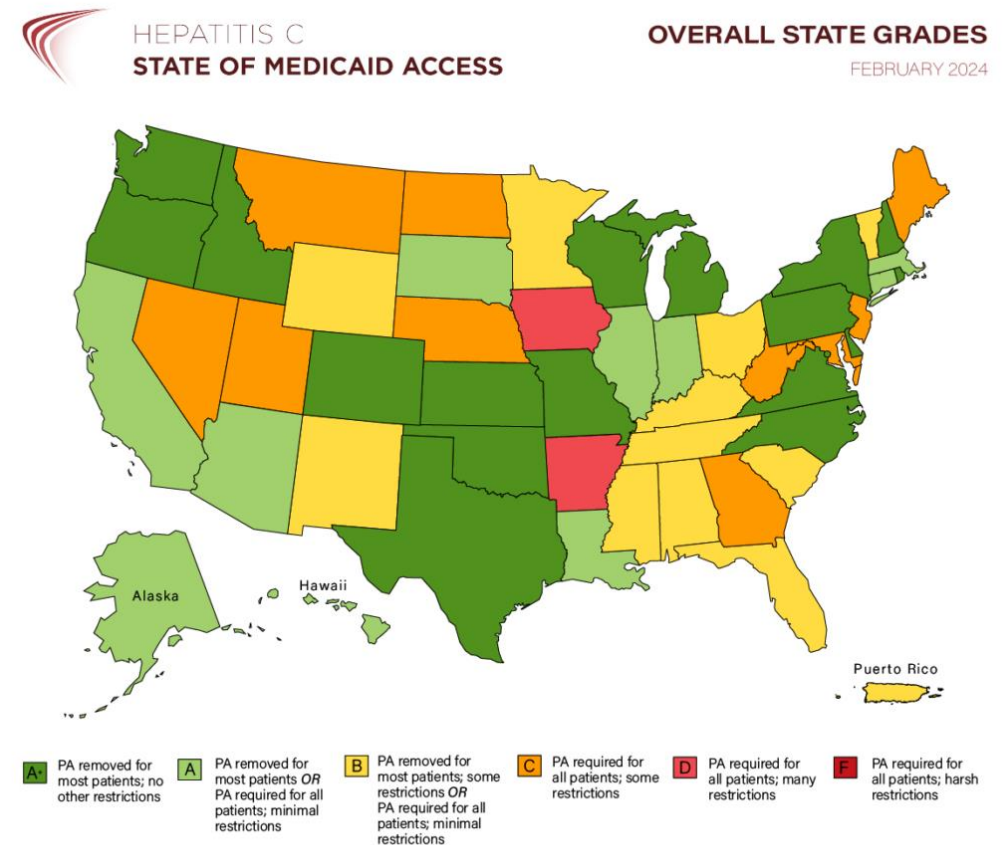 HEPATITIS C
STATE OF MEDICAID ACCESS
OVERALL STATE GRADES
FEBRUARY 2024
Alaska
Hawaii
Puerto Rico
A+
PA removed for
most patients; no
other restrictions
A
PA removed for
most patients OR
PA required for all
patients; minimal
restrictions
B
PA removed for
most patients; some
restrictions OR
PA required for all
patients; minimal
restrictions
C
PA required for
all patients; some
restrictions
D
PA required for
all patients; many
restrictions
F
PA required for
all patients; harsh
restrictions